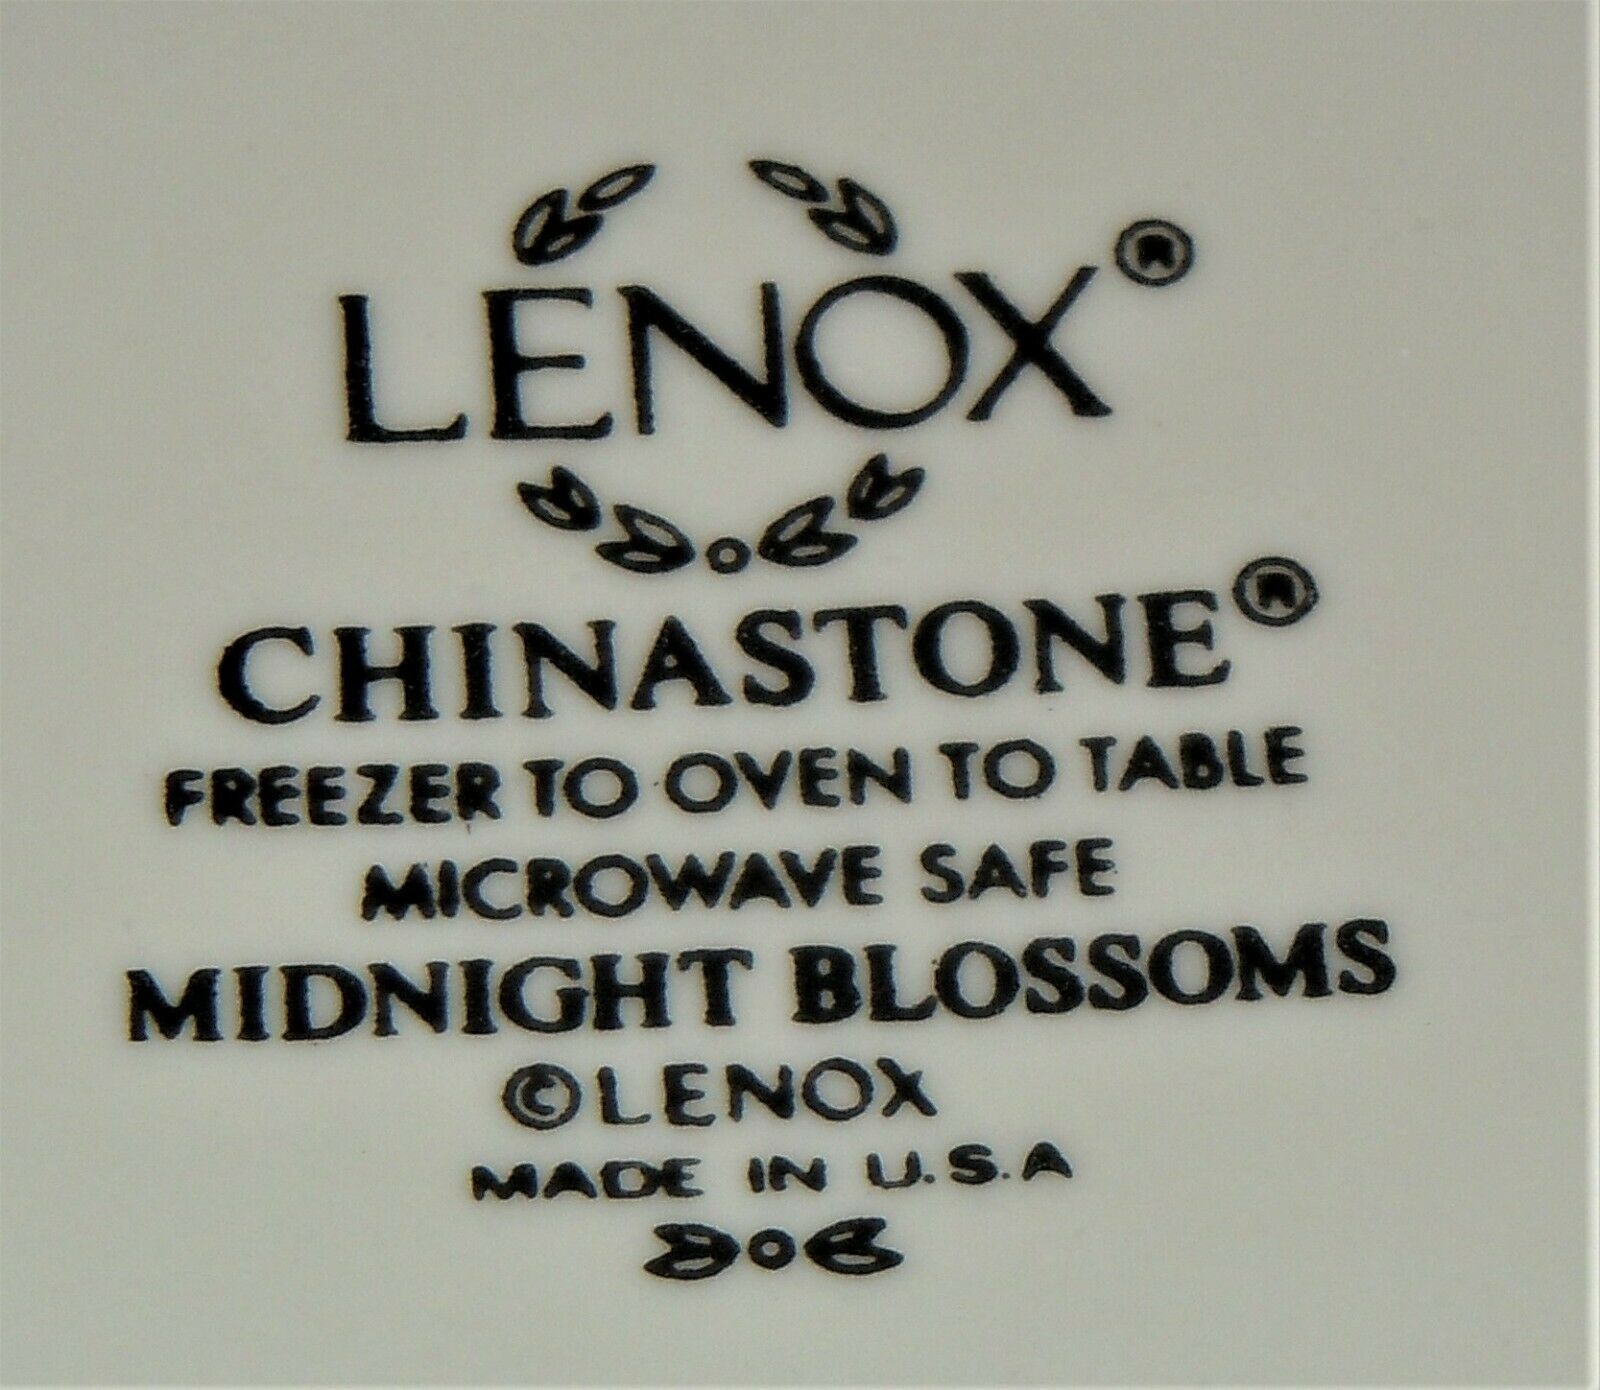 LENOX®
CHINASTONE®
FREEZER TO OVEN TO TABLE
MICROWAVE SAFE
MIDNIGHT BLOSSOMS
©LENOX
MADE IN U.S.A